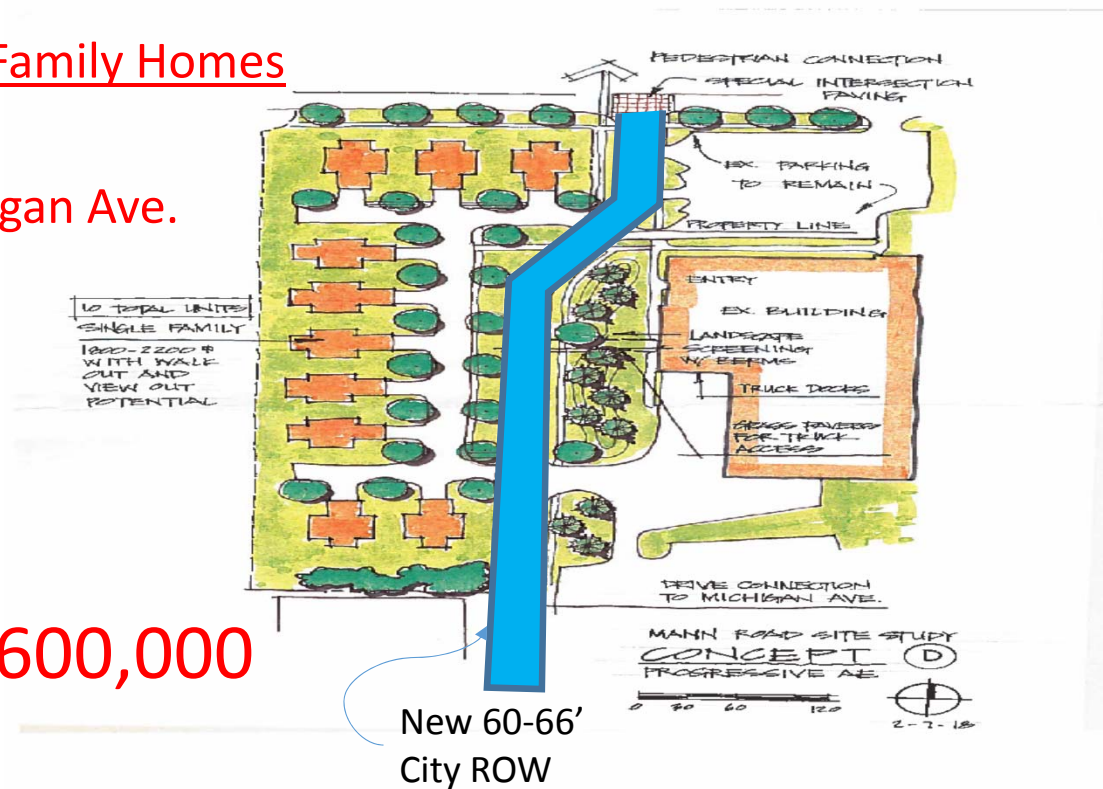 Family Homes
gan Ave.
600,000
PEDESTRIAN CONNECTION
SPECIAL INTERSECTION
PAVING
EX. PARKING
TO REMAIN
PROPERTY LINE
ENTRY
EX. BUILDING
LANDSCAPE
SCREENING
W/ BERMS
TRUCK DOCKS
GRASS PAVERS
FOR TRUCK
ACCESS
10 TOTAL UNITS
SINGLE FAMILY
1800-2200 ⌀
WITH WALK
OUT AND
VIEW OUT
POTENTIAL
DRIVE CONNECTION
TO MICHIGAN AVE.
MANN ROAD SITE STUDY
CONCEPT D
PROGRESSIVE AE
0 30 60 120
2-7-18
New 60-66'
City ROW